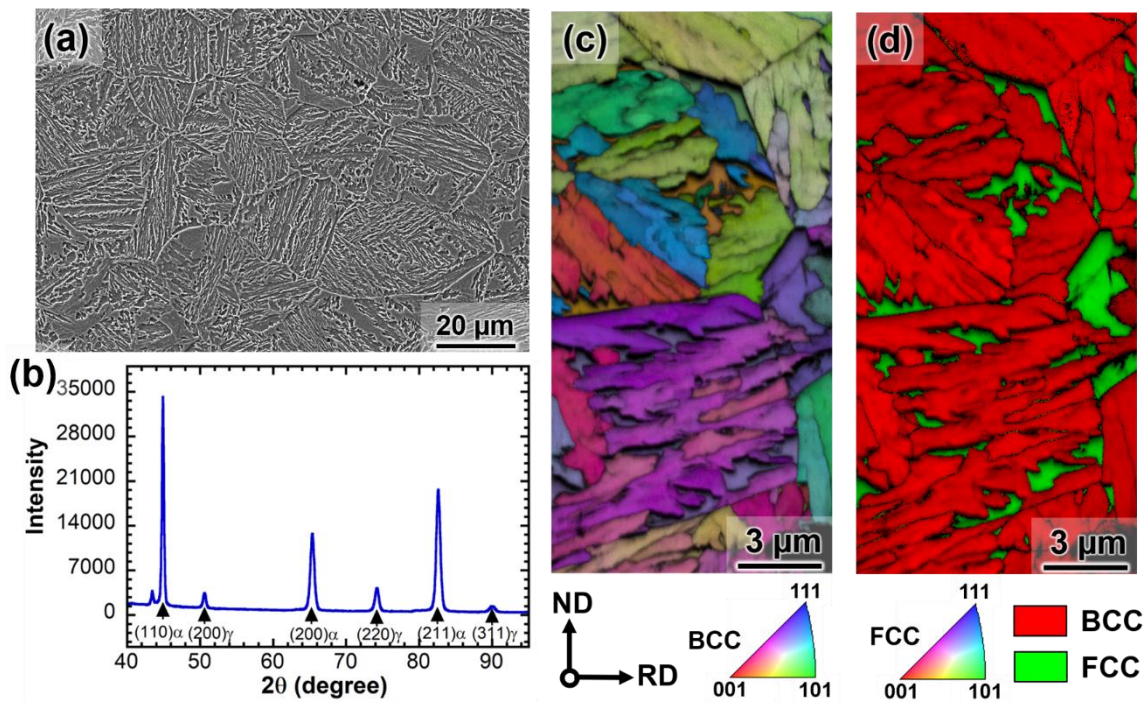 (a)
20 μm
(b)
35000
28000
21000
14000
7000
0
Intensity
(110)α (200)γ (200)α (220)γ (211)α (311)γ
40 50 60 70 80 90
2θ (degree)
(c)
3 μm
(d)
3 μm
ND
RD
BCC
111
001 101
FCC
111
001 101
BCC
FCC